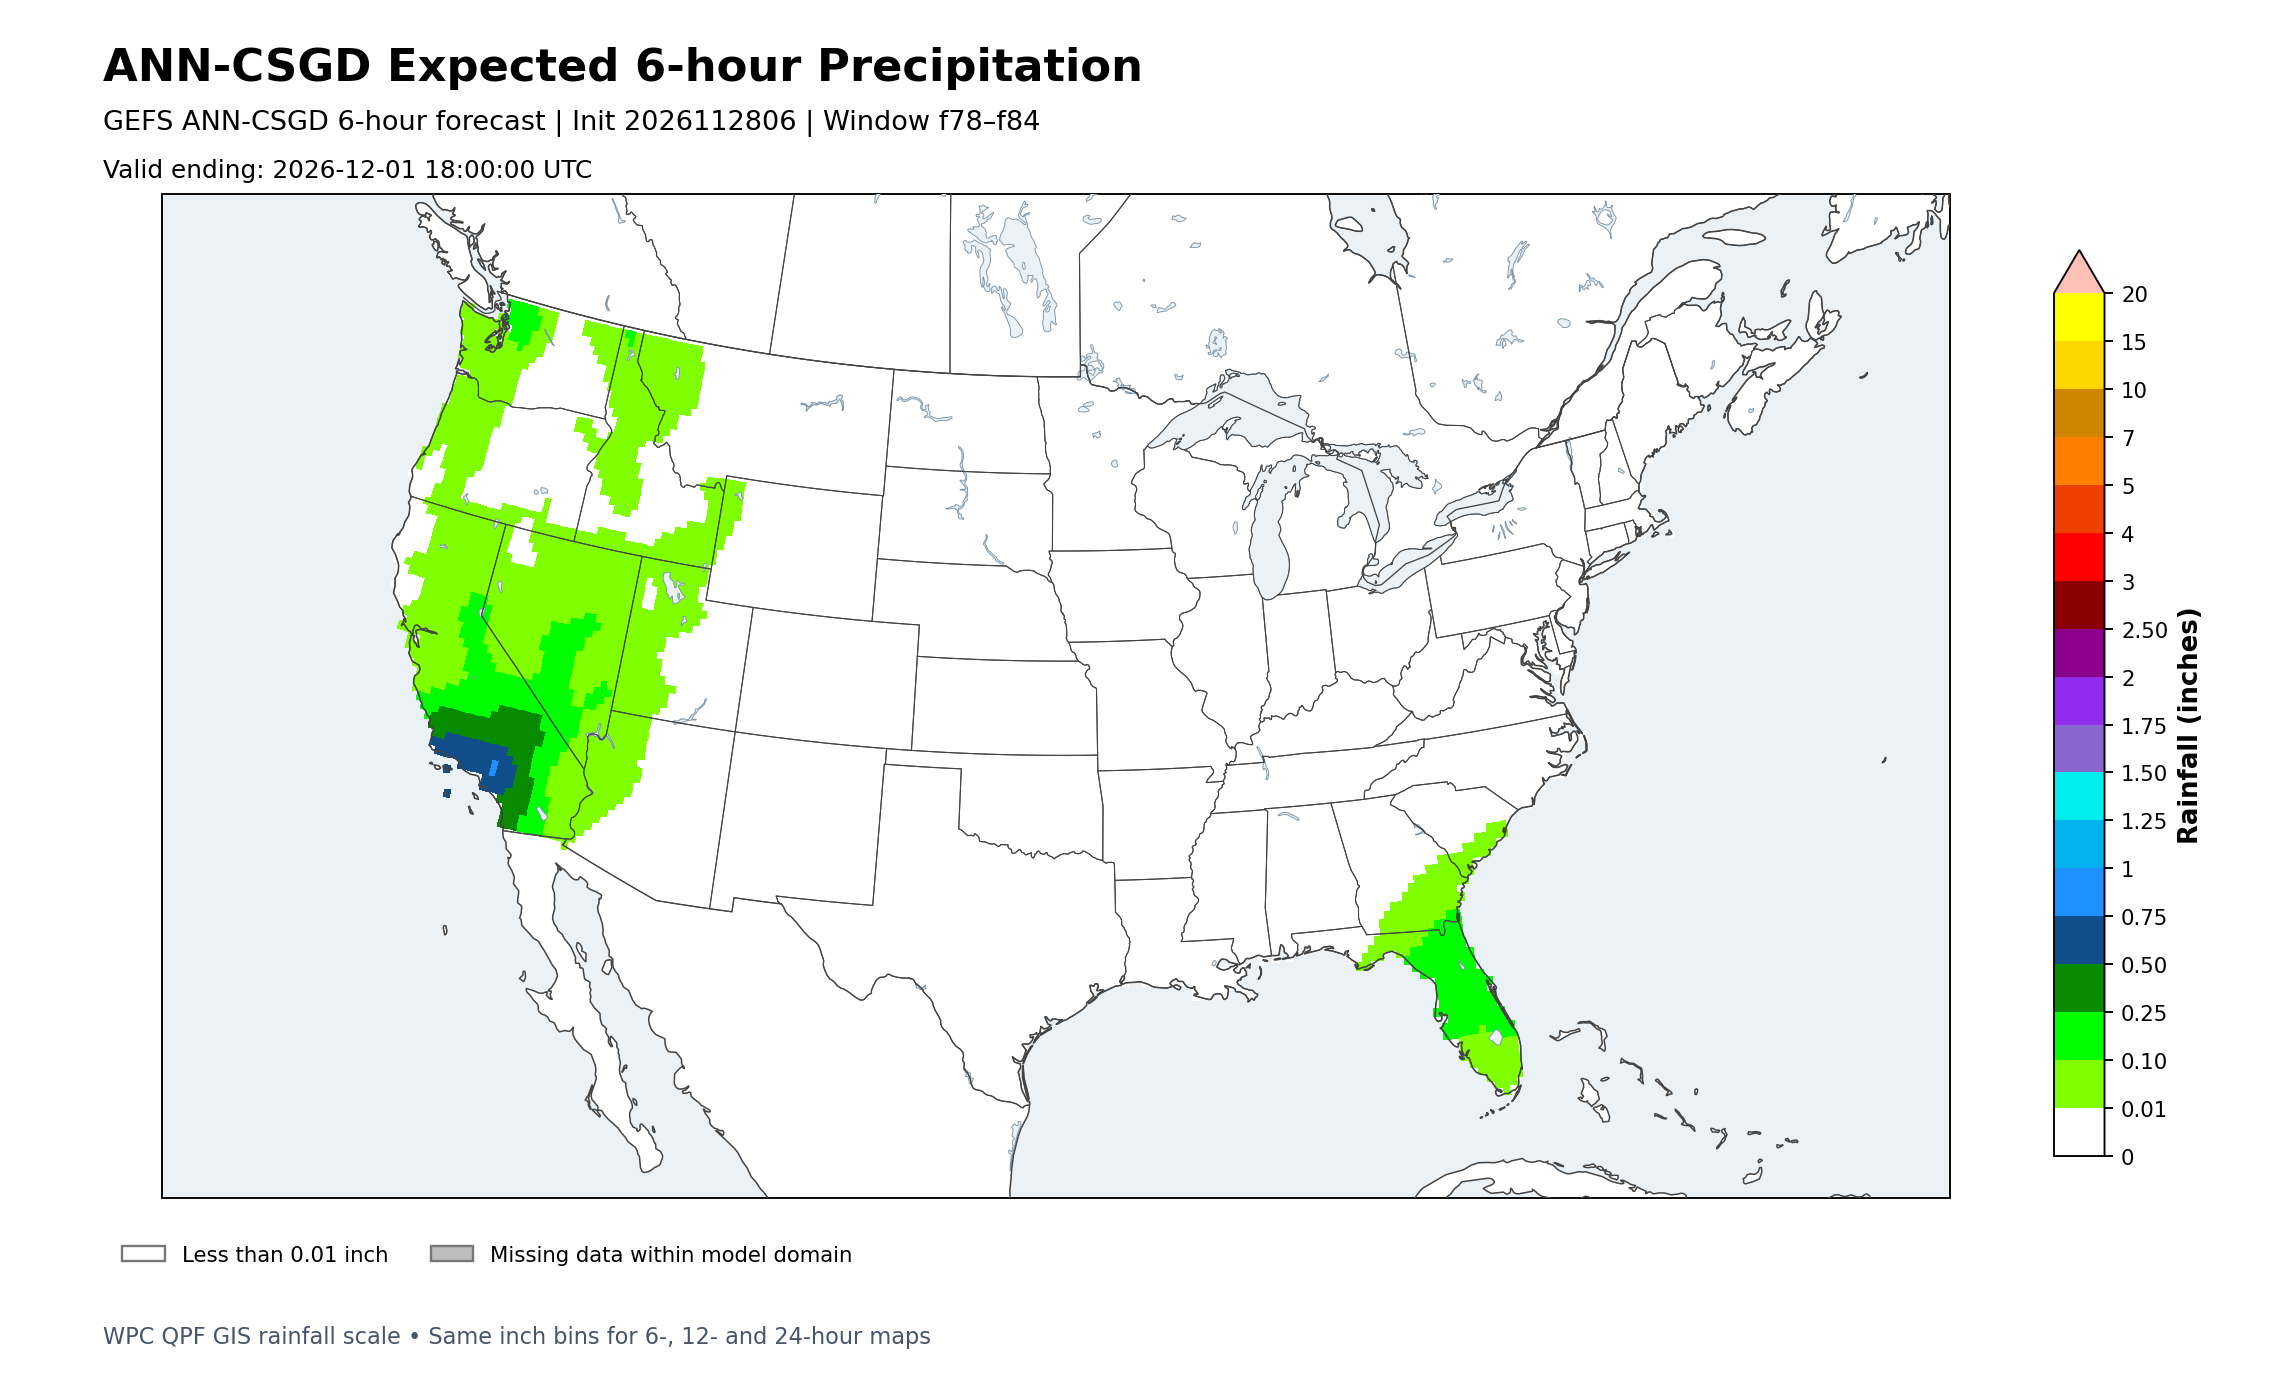 ANN-CSGD Expected 6-hour Precipitation
GEFS ANN-CSGD 6-hour forecast | Init 2026112806 | Window f78–f84
Valid ending: 2026-12-01 18:00:00 UTC
20
15
10
7
5
4
3
2.50
2
1.75
1.50
1.25
1
0.75
0.50
0.25
0.10
0.01
0
Rainfall (inches)
Less than 0.01 inch
Missing data within model domain
WPC QPF GIS rainfall scale • Same inch bins for 6-, 12- and 24-hour maps